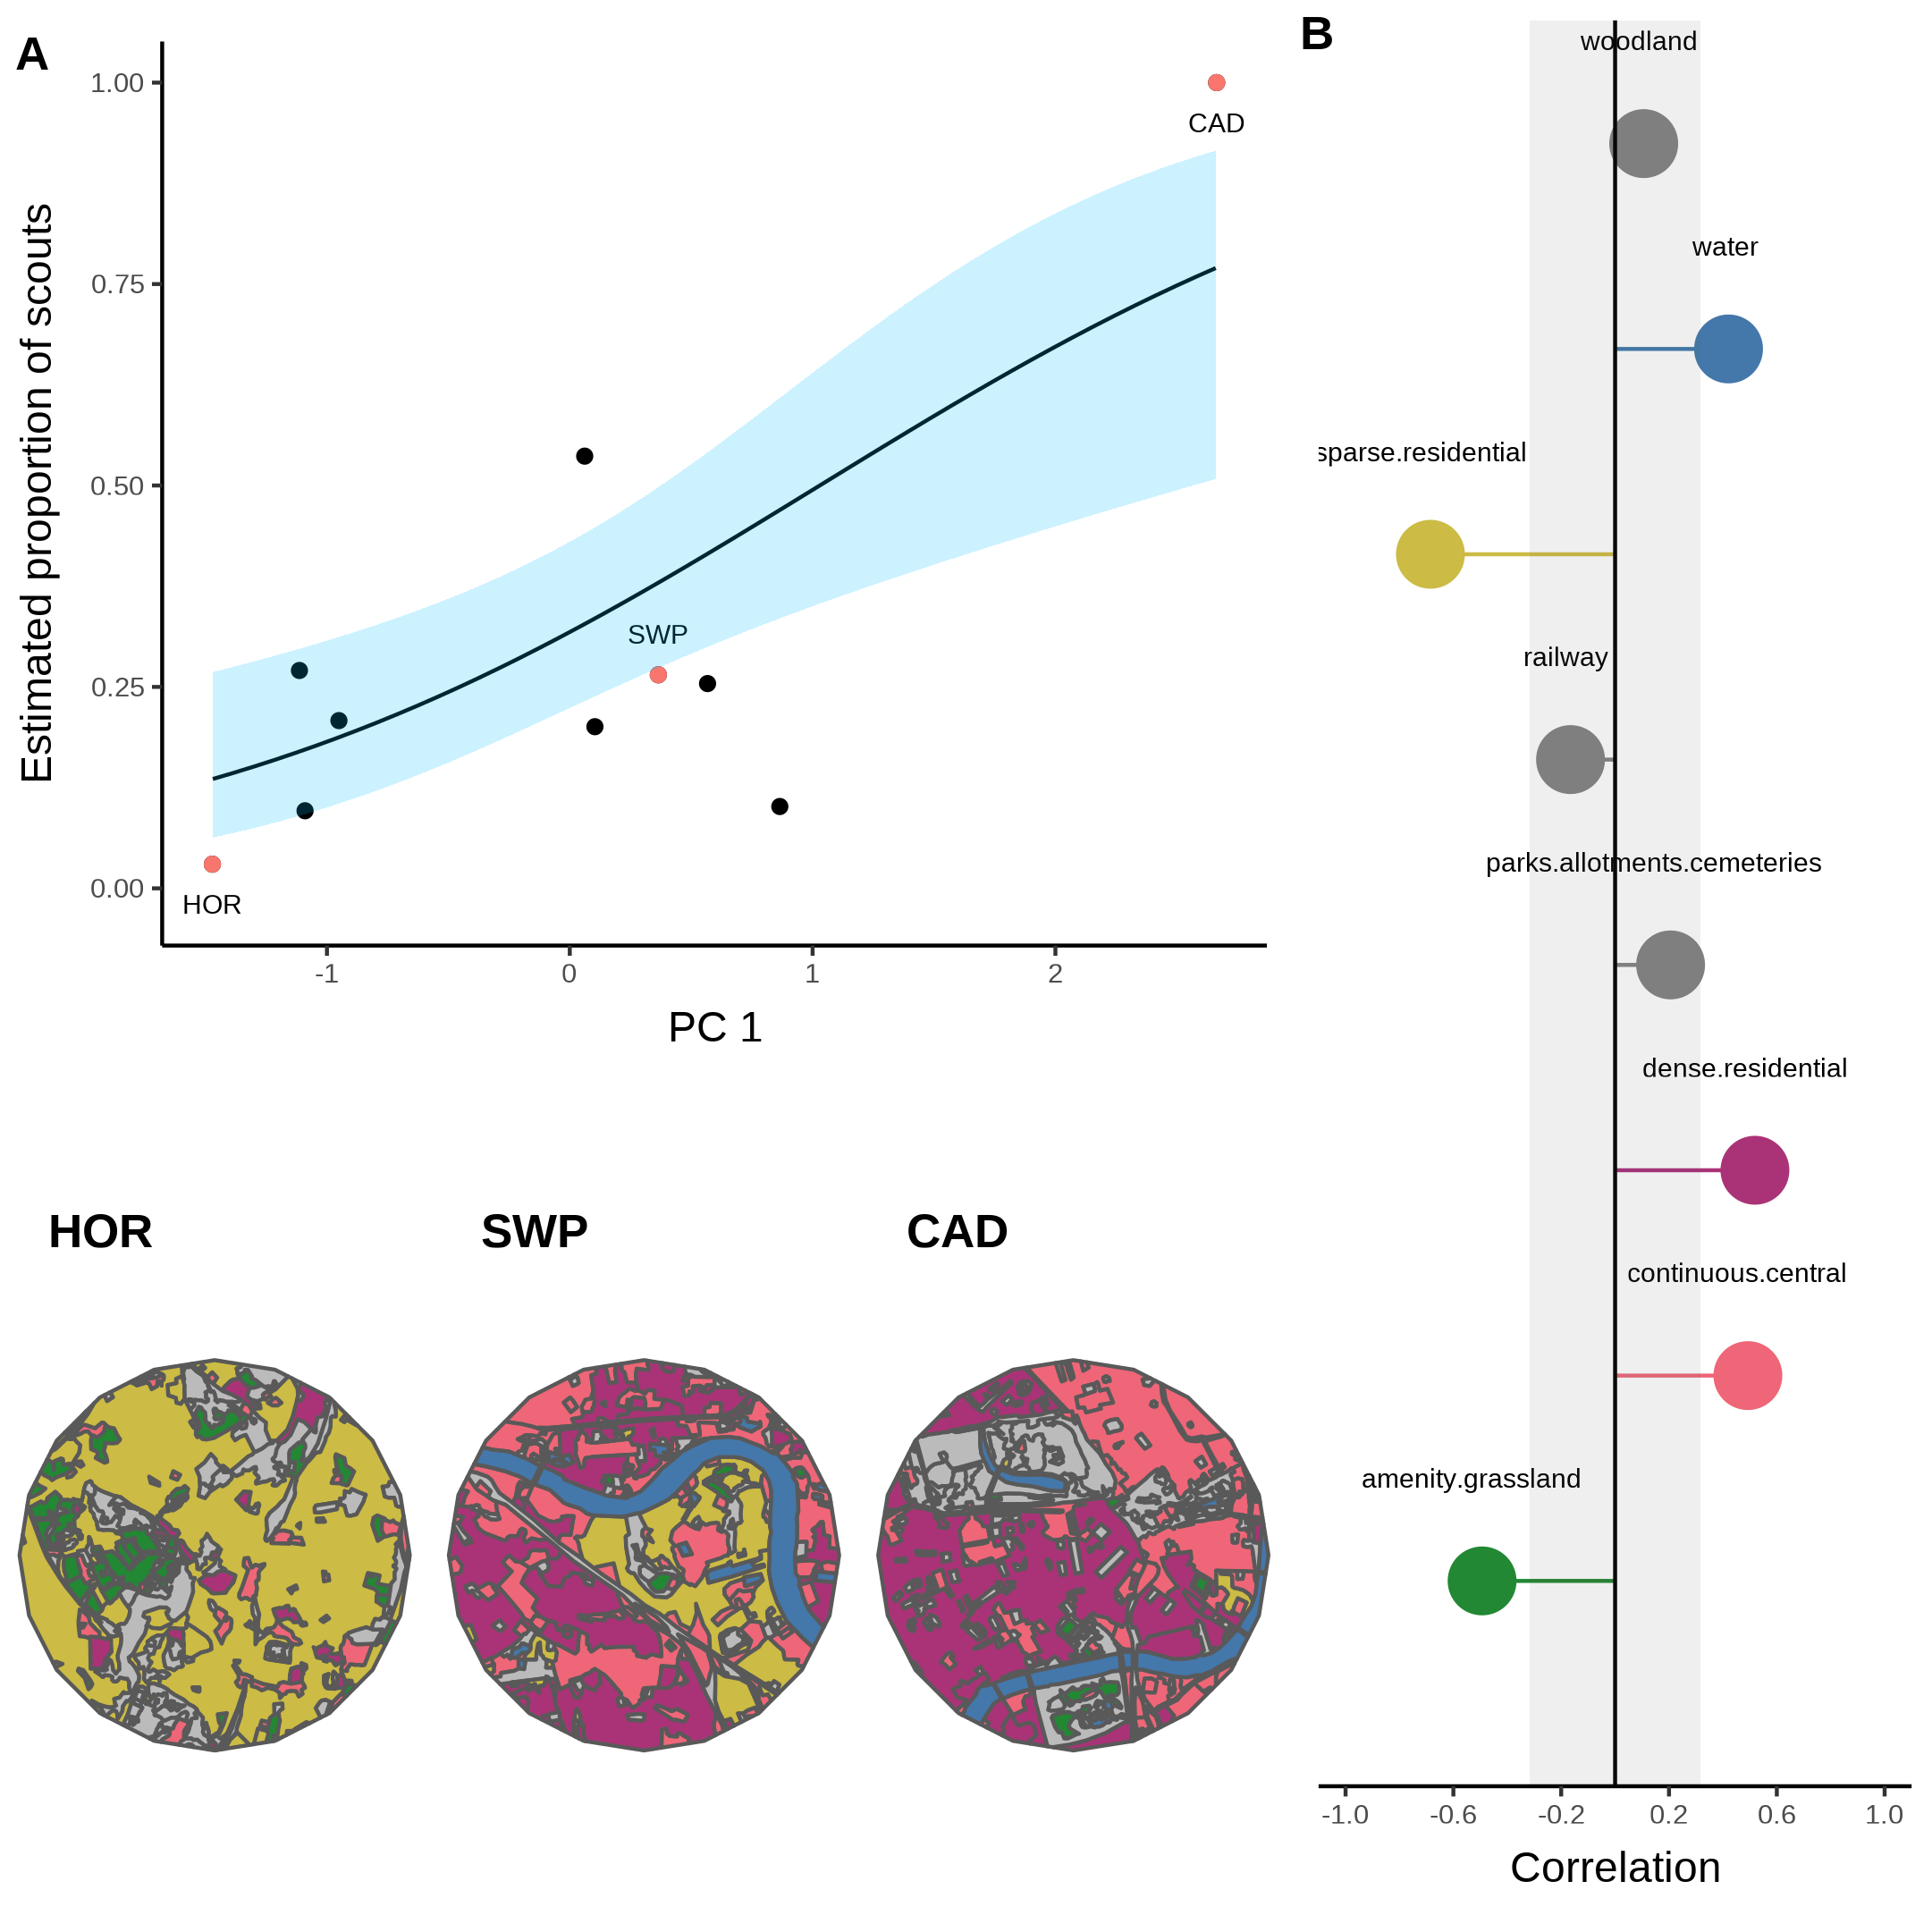 A
1.00
0.75
0.50
0.25
0.00
Estimated proportion of scouts
CAD
SWP
HOR
-1
0
1
2
PC 1
HOR
SWP
CAD
B
woodland
water
sparse.residential
railway
parks.allotments.cemeteries
dense.residential
continuous.central
amenity.grassland
-1.0
-0.6
-0.2
0.2
0.6
1.0
Correlation